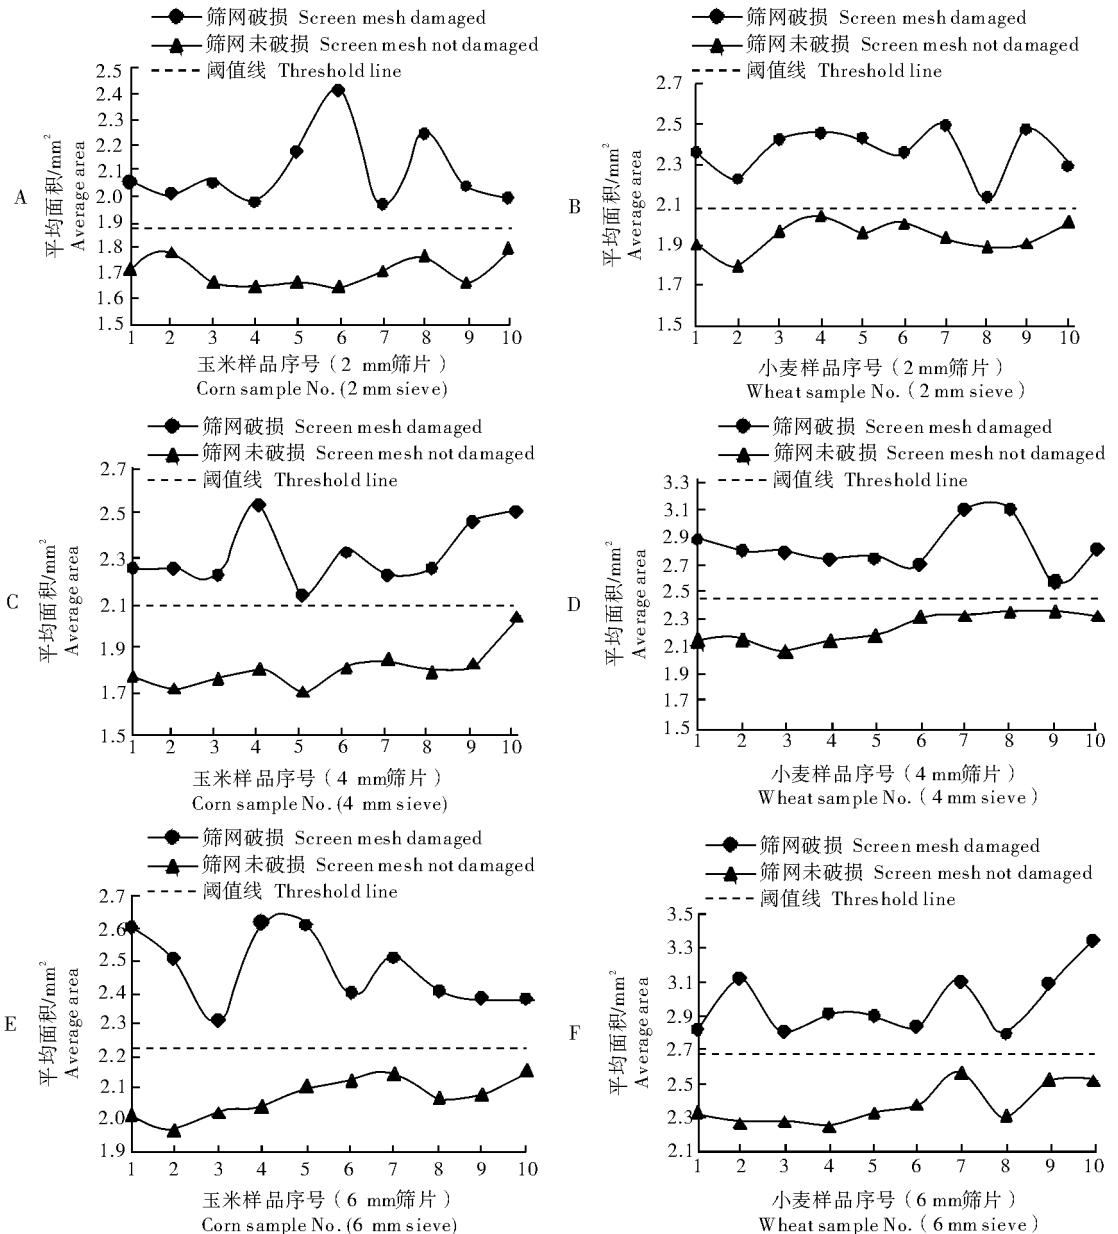 筛网破损 Screen mesh damaged
筛网未破损 Screen mesh not damaged
阈值线 Threshold line
A
平均面积/mm²
Average area
2.5
2.4
2.3
2.2
2.1
2.0
1.9
1.8
1.7
1.6
1.5
1 2 3 4 5 6 7 8 9 10
玉米样品序号（2 mm筛片）
Corn sample No. (2 mm sieve)
筛网破损 Screen mesh damaged
筛网未破损 Screen mesh not damaged
阈值线 Threshold line
B
平均面积/mm²
Average area
2.7
2.5
2.3
2.1
1.9
1.7
1.5
1 2 3 4 5 6 7 8 9 10
小麦样品序号（2 mm筛片）
Wheat sample No.（2 mm sieve）
筛网破损 Screen mesh damaged
筛网未破损 Screen mesh not damaged
阈值线 Threshold line
C
平均面积/mm²
Average area
2.7
2.5
2.3
2.1
1.9
1.7
1.5
1 2 3 4 5 6 7 8 9 10
玉米样品序号（4 mm筛片）
Corn sample No. (4 mm sieve)
筛网破损 Screen mesh damaged
筛网未破损 Screen mesh not damaged
阈值线 Threshold line
D
平均面积/mm²
Average area
3.3
3.1
2.9
2.7
2.5
2.3
2.1
1.9
1.7
1.5
1 2 3 4 5 6 7 8 9 10
小麦样品序号（4 mm筛片）
Wheat sample No.（4 mm sieve）
筛网破损 Screen mesh damaged
筛网未破损 Screen mesh not damaged
阈值线 Threshold line
E
平均面积/mm²
Average area
2.7
2.6
2.5
2.4
2.3
2.2
2.1
2.0
1.9
1 2 3 4 5 6 7 8 9 10
玉米样品序号（6 mm筛片）
Corn sample No. (6 mm sieve)
筛网破损 Screen mesh damaged
筛网未破损 Screen mesh not damaged
阈值线 Threshold line
F
平均面积/mm²
Average area
3.5
3.3
3.1
2.9
2.7
2.5
2.3
2.1
1 2 3 4 5 6 7 8 9 10
小麦样品序号（6 mm筛片）
Wheat sample No.（6 mm sieve）